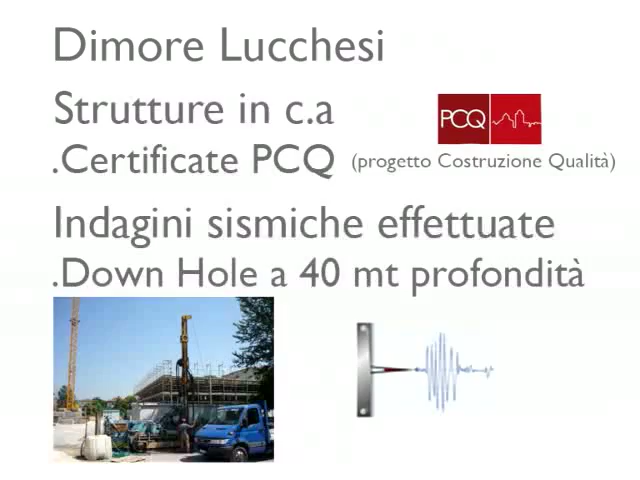 Dimore Lucchesi
Strutture in c.a
PCQ
.Certificate PCQ (progetto Costruzione Qualità)
Indagini sismiche effettuate
.Down Hole a 40 mt profondità